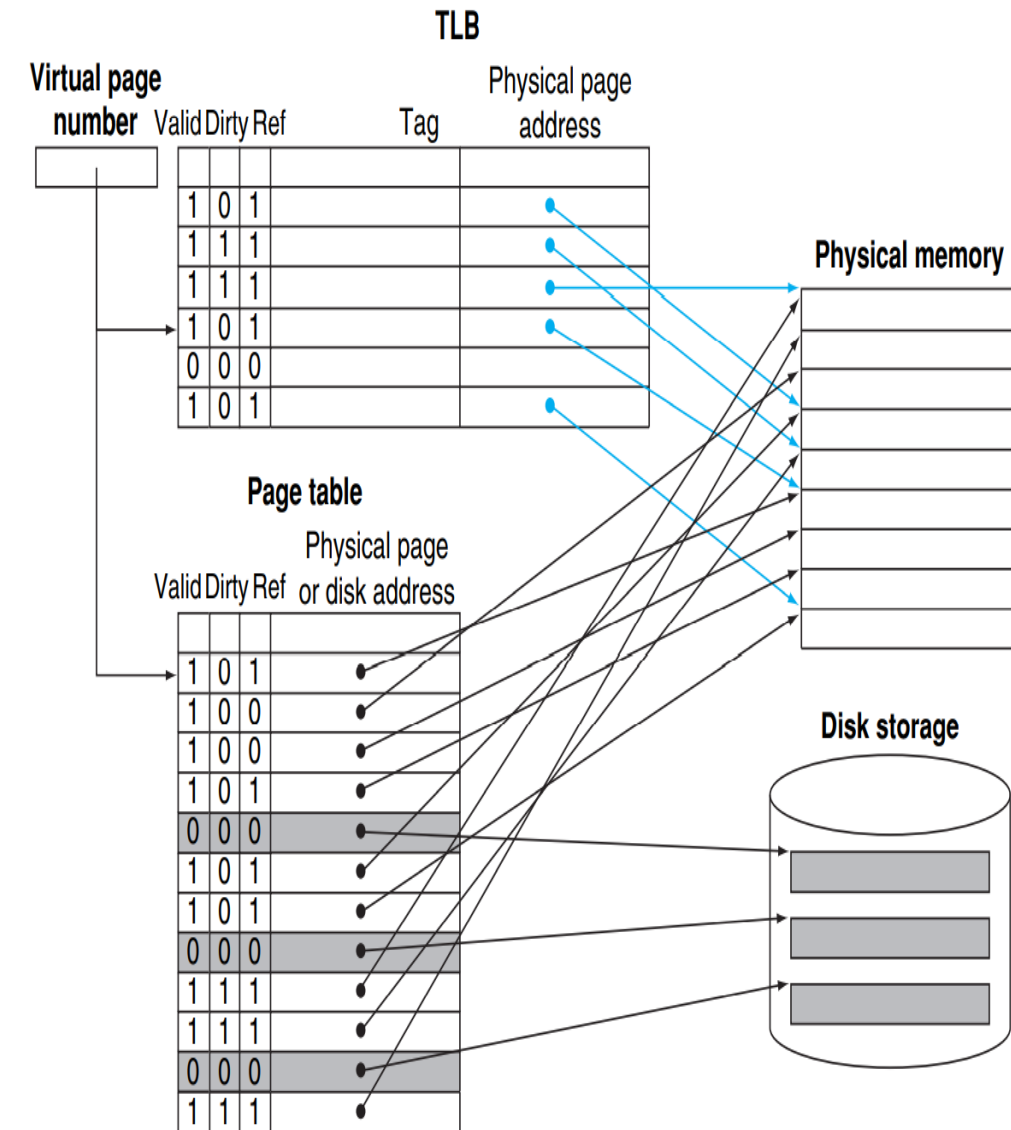 TLB
Virtual page
number
Valid Dirty Ref
Tag
Physical page
address
1 0 1
1 1 1
1 1 1
1 0 1
0 0 0
1 0 1
Physical memory
Page table
Valid Dirty Ref
Physical page
or disk address
1 0 1
1 0 0
1 0 0
1 0 1
0 0 0
1 0 1
1 0 1
0 0 0
1 1 1
1 1 1
0 0 0
1 1 1
Disk storage